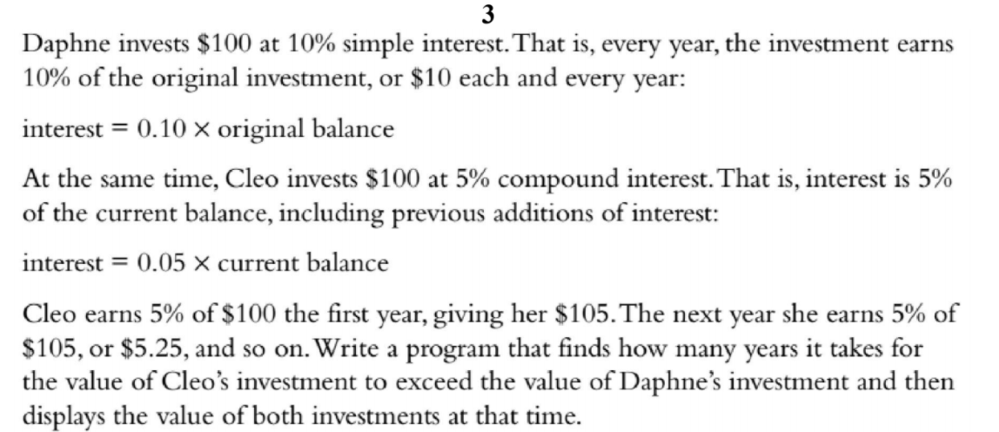 3
Daphne invests $100 at 10% simple interest. That is, every year, the investment earns
10% of the original investment, or $10 each and every year:
interest = 0.10 × original balance
At the same time, Cleo invests $100 at 5% compound interest. That is, interest is 5%
of the current balance, including previous additions of interest:
interest = 0.05 × current balance
Cleo earns 5% of $100 the first year, giving her $105. The next year she earns 5% of
$105, or $5.25, and so on. Write a program that finds how many years it takes for
the value of Cleo’s investment to exceed the value of Daphne’s investment and then
displays the value of both investments at that time.